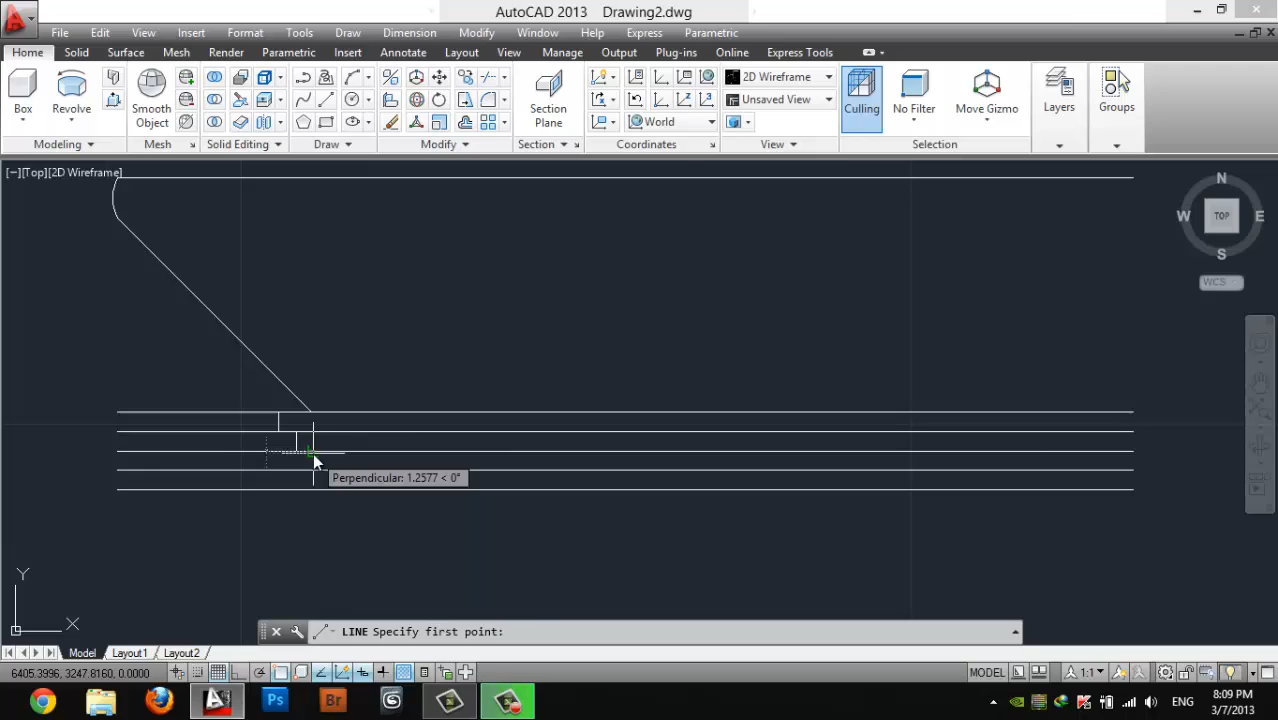 AutoCAD 2013 Drawing2.dwg
File Edit View Insert Format Tools Draw Dimension Modify Window Help Express Parametric
Home Solid Surface Mesh Render Parametric Insert Annotate Layout View Manage Output Plug-ins Online Express Tools
2D Wireframe
Unsaved View
World
Box Revolve Smooth Object Section Plane Culling No Filter Move Gizmo Layers Groups
Modeling Mesh Solid Editing Draw Modify Section Coordinates View Selection
[−][Top][2D Wireframe]
N
W TOP E
S
WCS
Perpendicular: 1.2577 < 0°
Y
X
LINE Specify first point:
Model Layout1 Layout2
6405.3996, 3247.8160, 0.0000 MODEL 1:1
Ps Br ENG 8:09 PM
3/7/2013